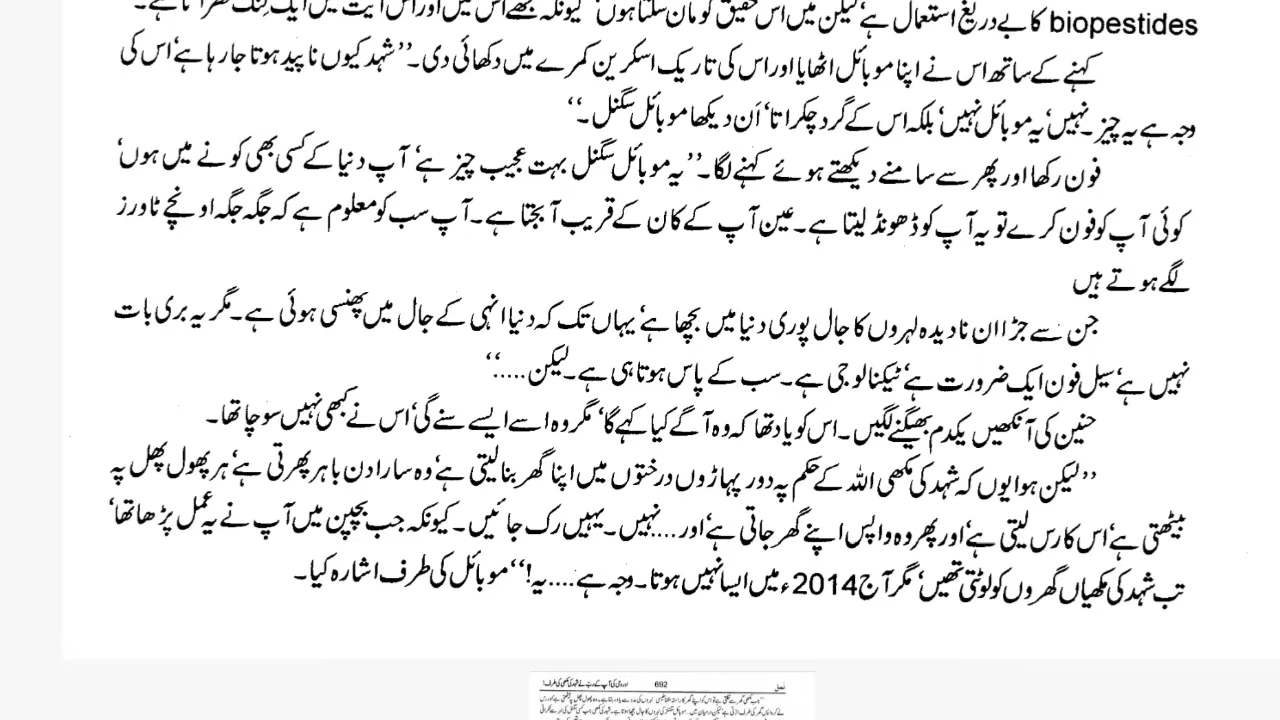 biopestides کا بے دریغ استعمال ہے لیکن میں اس تحقیق کو مان سکتا ہوں‘ کیونکہ مجھے اس میں اور اس آیت میں ایک لنک نظر آتا ہے۔
کہنے کے ساتھ اس نے اپنا موبائل اٹھایا اور اس کی تاریک اسکرین کمرے میں دکھائی دی۔’’شہد کیوں ناپید ہوتا جا رہا ہے‘ اس کی
وجہ ہے یہ چیز۔نہیں‘ یہ موبائل نہیں‘ بلکہ اس کے گرد چکراتا‘ اَن دیکھا موبائل سگنل۔‘‘
فون رکھا اور پھر سے سامنے دیکھتے ہوئے کہنے لگا۔’’یہ موبائل سگنل بہت عجیب چیز ہے‘ آپ دنیا کے کسی بھی کونے میں ہوں‘
کوئی آپ کو فون کرے تو یہ آپ کو ڈھونڈ لیتا ہے۔عین آپ کے کان کے قریب آ بجتا ہے۔آپ سب کو معلوم ہے کہ جگہ جگہ اونچے ٹاورز
لگے ہوتے ہیں
جن سے جڑا ان نادیدہ لہروں کا جال پوری دنیا میں بچھا ہے‘ یہاں تک کہ دنیا انہی کے جال میں پھنسی ہوئی ہے۔مگر یہ بری بات
نہیں ہے‘ سیل فون ایک ضرورت ہے‘ ٹیکنالوجی ہے۔سب کے پاس ہوتا ہی ہے۔لیکن.....‘‘
حنین کی آنکھیں یکدم بھیگنے لگیں۔اس کو یاد تھا کہ وہ آگے کیا کہے گا‘ مگر وہ اسے ایسے سنے گی‘ اس نے کبھی نہیں سوچا تھا۔
’’لیکن ہوا یوں کہ شہد کی مکھی اللہ کے حکم پہ دور پہاڑوں درختوں میں اپنا گھر بنا لیتی ہے‘ وہ سارا دن باہر پھرتی ہے‘ ہر پھول پھل پہ
بیٹھتی ہے‘ اس کا رس لیتی ہے‘ اور پھر وہ واپس اپنے گھر جاتی ہے‘ اور....نہیں۔یہیں رک جائیں۔کیونکہ جب بچپن میں آپ نے یہ عمل پڑھا تھا‘
تب شہد کی مکھیاں گھروں کو لوٹتی تھیں‘ مگر آج 2014ء میں ایسا نہیں ہوتا۔وجہ ہے....یہ!‘‘ موبائل کی طرف اشارہ کیا۔
نمل 692 اور وحی کی آپ کے رب نے شہد کی مکھی کی طرف!